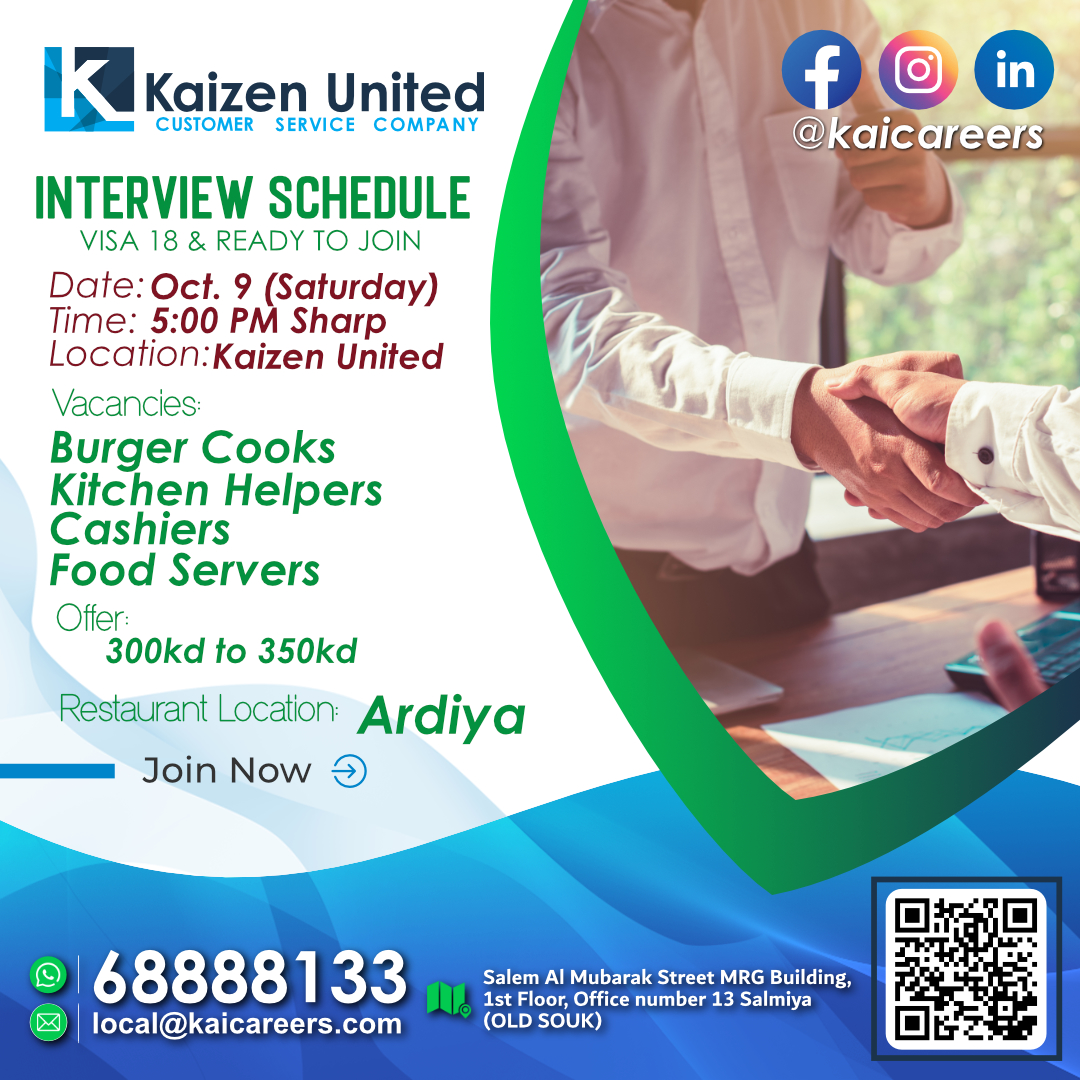 Kaizen United
CUSTOMER SERVICE COMPANY
@kaicareers
INTERVIEW SCHEDULE
VISA 18 & READY TO JOIN
Date: Oct. 9 (Saturday)
Time: 5:00 PM Sharp
Location: Kaizen United
Vacancies:
Burger Cooks
Kitchen Helpers
Cashiers
Food Servers
Offer:
300kd to 350kd
Restaurant Location: Ardiya
Join Now
68888133
local@kaicareers.com
Salem Al Mubarak Street MRG Building,
1st Floor, Office number 13 Salmiya
(OLD SOUK)